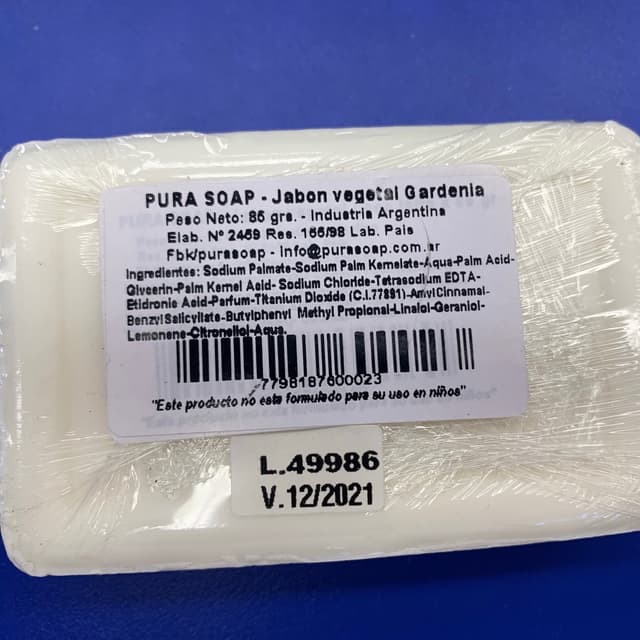 PURA SOAP - Jabon vegetal Gardenia
Peso Neto: 85 grs. - Industria Argentina
Elab. Nº 2459 Res. 155/98 Lab. Pais
Fbk/purasoap - info@purasoap.com.ar
Ingredientes: Sodium Palmate-Sodium Palm Kernelate-Aqua-Palm Acid-
Glycerin-Palm Kernel Acid- Sodium Chloride-Tetrasodium EDTA-
Etidronic Acid-Parfum-Titanium Dioxide (C.I.77891)-Amyl Cinnamal-
Benzyl Salicylate-Butylphenyl Methyl Propional-Linalol-Geraniol-
Lemonene-Citronellol-Aqua.
7798187600023
"Este producto no esta formulado para su uso en niños"
L.49986
V.12/2021